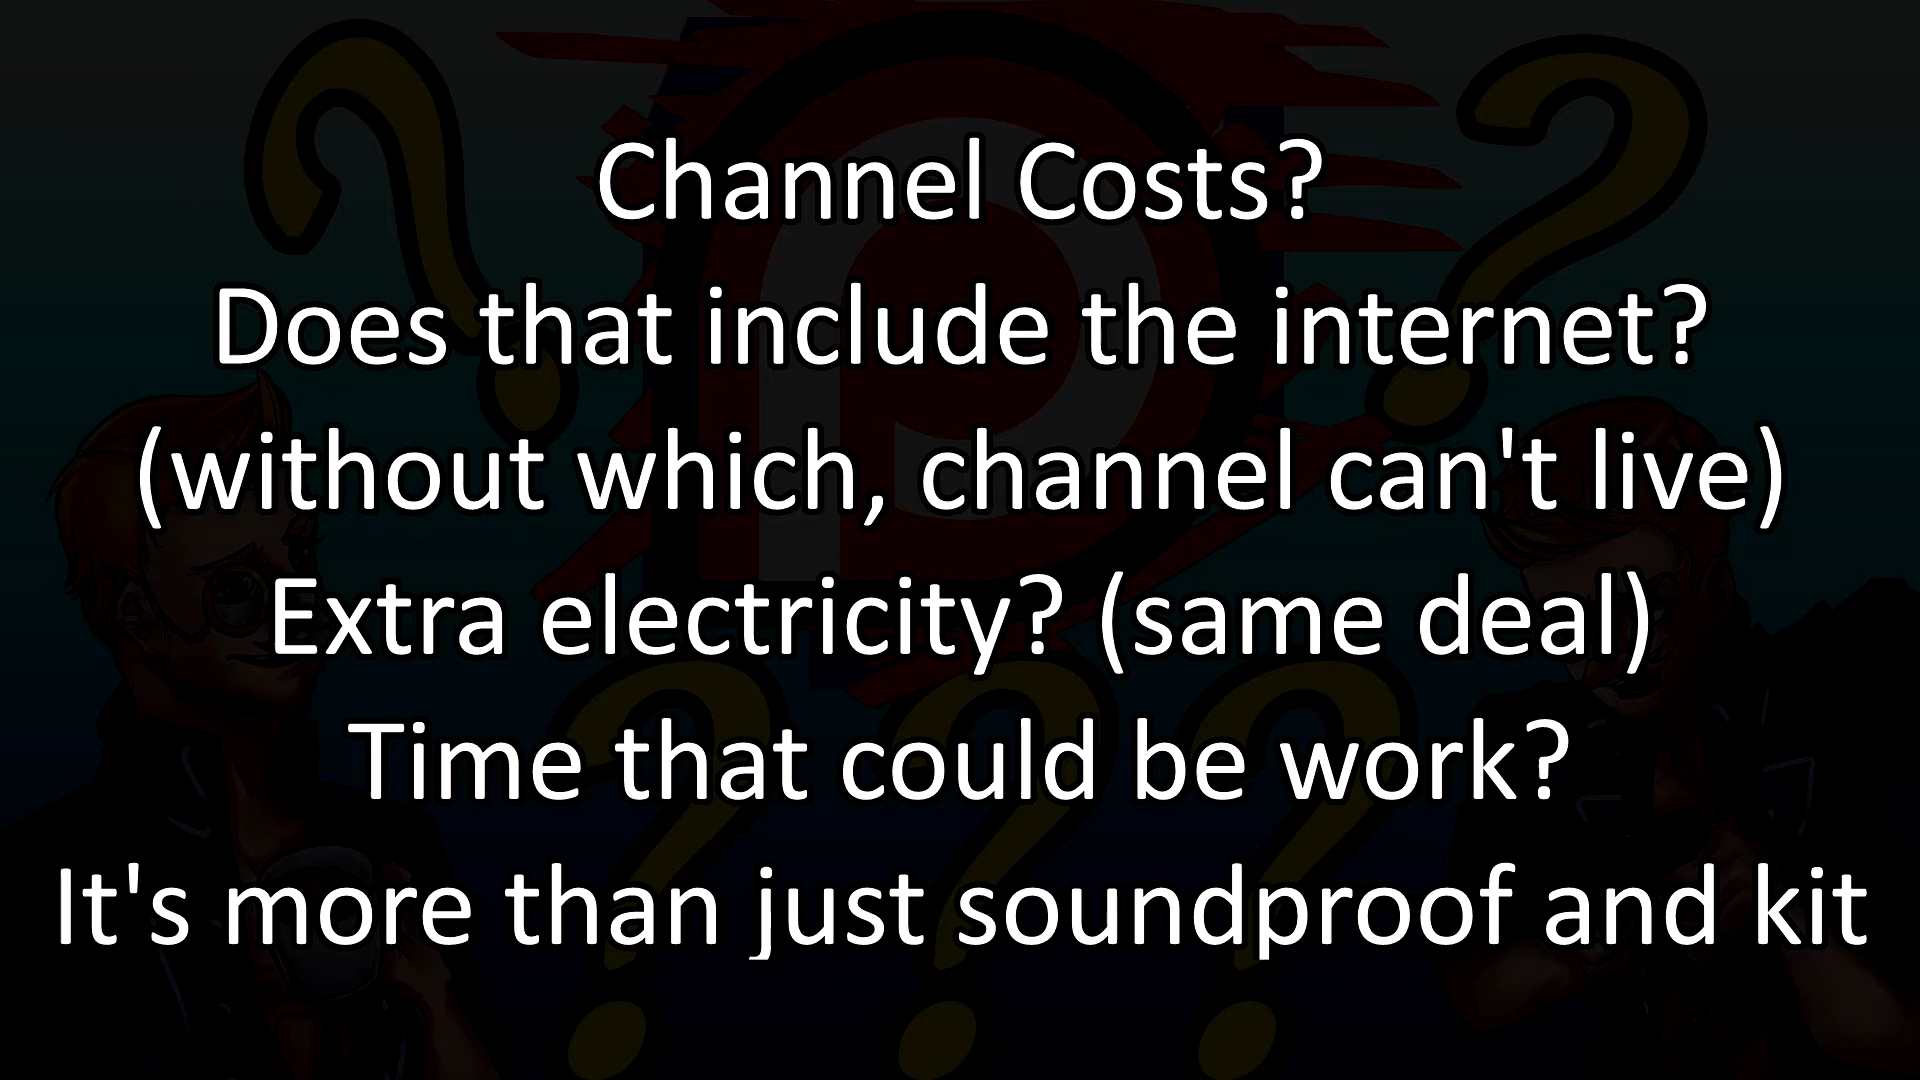 Channel Costs?
Does that include the internet?
(without which, channel can't live)
Extra electricity? (same deal)
Time that could be work?
It's more than just soundproof and kit